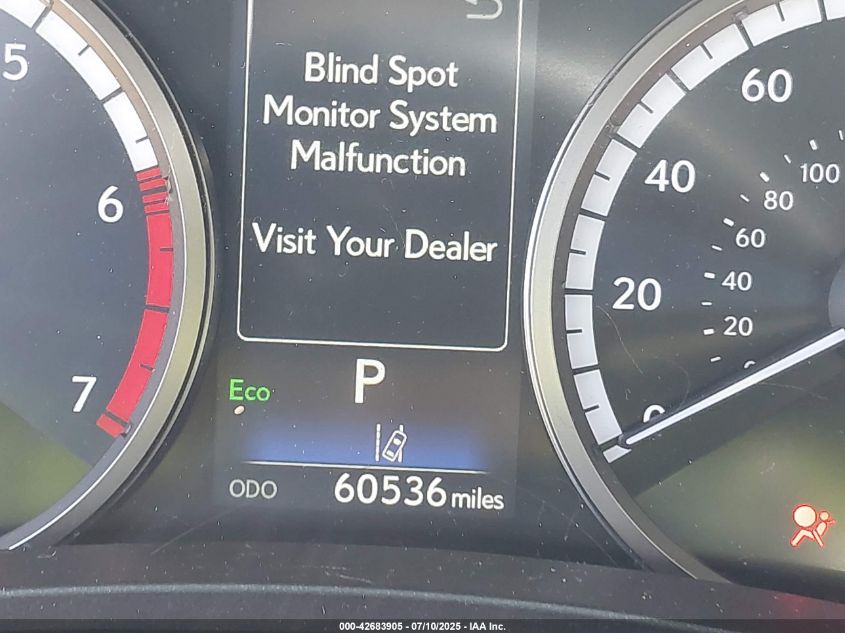 Blind Spot
Monitor System
Malfunction
Visit Your Dealer
5
6
7
Eco
P
ODO 60536 miles
60
40
20
0
100
80
60
40
20
000-42683905 - 07/10/2025 - IAA Inc.